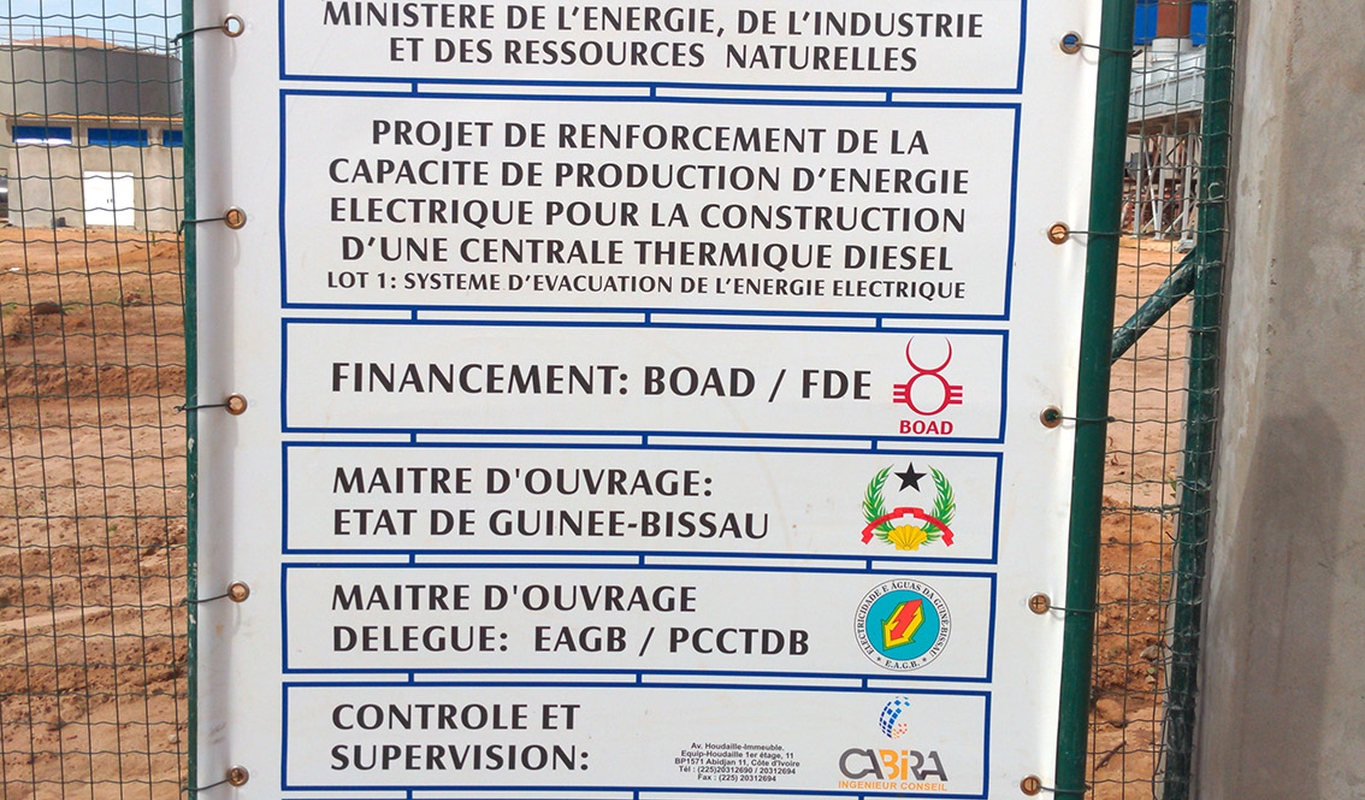 MINISTERE DE L'ENERGIE, DE L'INDUSTRIE
ET DES RESSOURCES NATURELLES
PROJET DE RENFORCEMENT DE LA
CAPACITE DE PRODUCTION D'ENERGIE
ELECTRIQUE POUR LA CONSTRUCTION
D'UNE CENTRALE THERMIQUE DIESEL
LOT 1: SYSTEME D'EVACUATION DE L'ENERGIE ELECTRIQUE
FINANCEMENT: BOAD / FDE
BOAD
MAITRE D'OUVRAGE:
ETAT DE GUINEE-BISSAU
MAITRE D'OUVRAGE
DELEGUE: EAGB / PCCTDB
ELECTRICIDADE E ÁGUAS DA GUINÉ-BISSAU
* E.A.G.B. *
CONTROLE ET
SUPERVISION:
Av. Houdaille-Immeuble.
Equip-Houdaille 1er étage, 11
BP1571 Abidjan 11, Côte d'Ivoire
Tél : (225)20312690 / 20312694
Fax : (225) 20312694
CABIRA
INGENIEUR CONSEIL